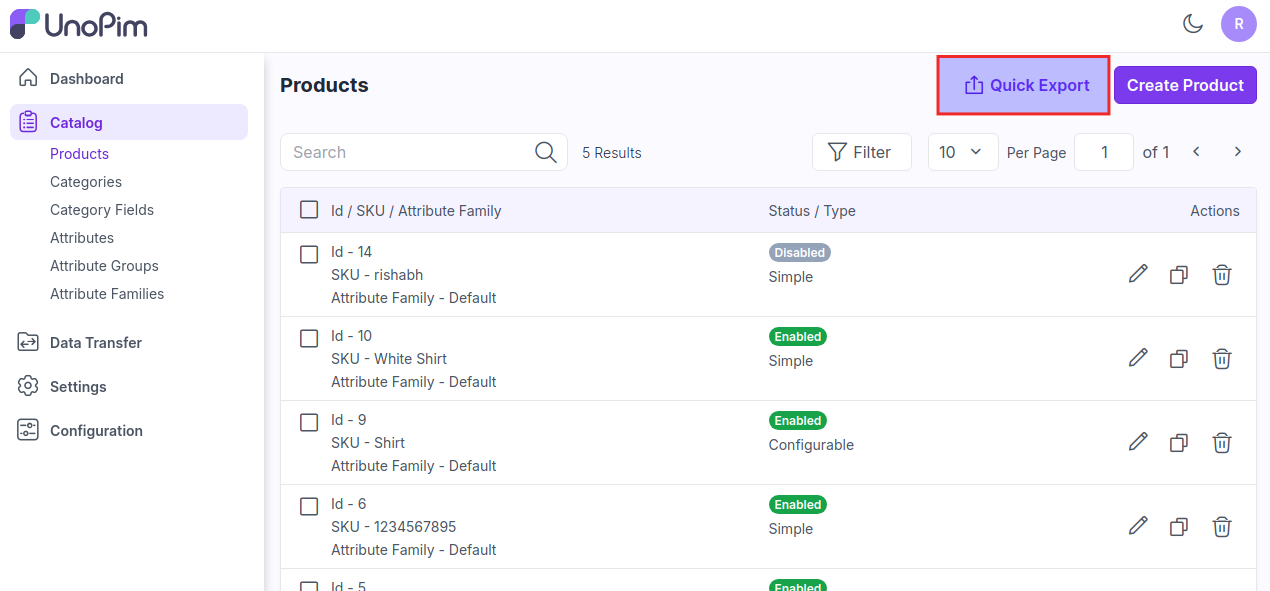 UnoPim
R
Dashboard
Catalog
Products
Categories
Category Fields
Attributes
Attribute Groups
Attribute Families
Data Transfer
Settings
Configuration
Products
Quick Export
Create Product
Search
5 Results
Filter
10
Per Page
1
of 1
Id / SKU / Attribute Family
Status / Type
Actions
Id - 14
SKU - rishabh
Attribute Family - Default
Disabled
Simple
Id - 10
SKU - White Shirt
Attribute Family - Default
Enabled
Simple
Id - 9
SKU - Shirt
Attribute Family - Default
Enabled
Configurable
Id - 6
SKU - 1234567895
Attribute Family - Default
Enabled
Simple
Id - 5
Enabled